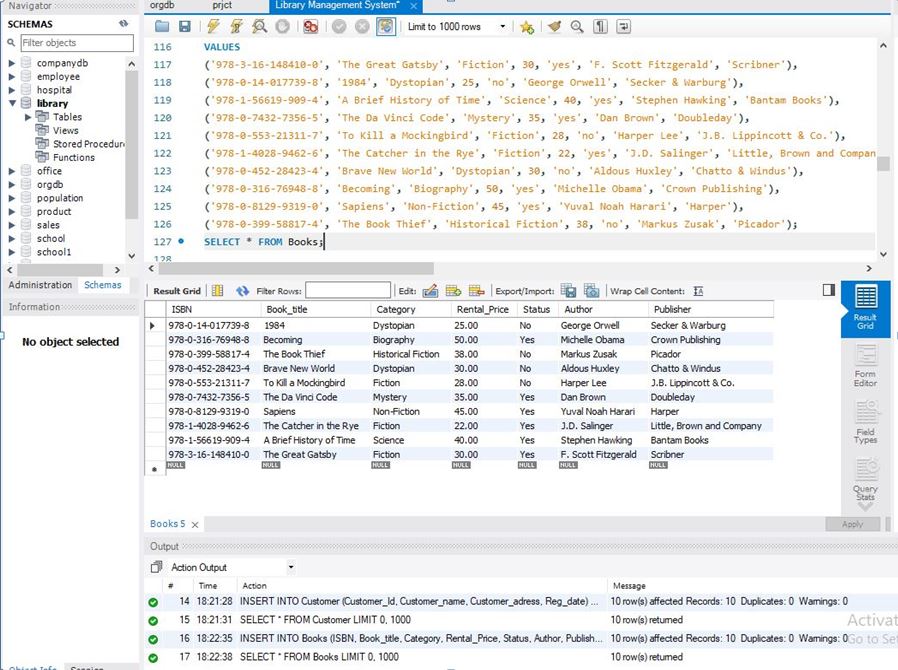 Navigator
orgdb prjct Library Management System* ×
SCHEMAS
Filter objects
companydb
employee
hospital
library
Tables
Views
Stored Procedure
Functions
office
orgdb
population
product
sales
school
school1
Administration Schemas
Information
No object selected
Limit to 1000 rows
116 VALUES
117 ('978-3-16-148410-0', 'The Great Gatsby', 'Fiction', 30, 'yes', 'F. Scott Fitzgerald', 'Scribner'),
118 ('978-0-14-017739-8', '1984', 'Dystopian', 25, 'no', 'George Orwell', 'Secker & Warburg'),
119 ('978-1-56619-909-4', 'A Brief History of Time', 'Science', 40, 'yes', 'Stephen Hawking', 'Bantam Books'),
120 ('978-0-7432-7356-5', 'The Da Vinci Code', 'Mystery', 35, 'yes', 'Dan Brown', 'Doubleday'),
121 ('978-0-553-21311-7', 'To Kill a Mockingbird', 'Fiction', 28, 'no', 'Harper Lee', 'J.B. Lippincott & Co.'),
122 ('978-1-4028-9462-6', 'The Catcher in the Rye', 'Fiction', 22, 'yes', 'J.D. Salinger', 'Little, Brown and Compan
123 ('978-0-452-28423-4', 'Brave New World', 'Dystopian', 30, 'no', 'Aldous Huxley', 'Chatto & Windus'),
124 ('978-0-316-76948-8', 'Becoming', 'Biography', 50, 'yes', 'Michelle Obama', 'Crown Publishing'),
125 ('978-0-8129-9319-0', 'Sapiens', 'Non-Fiction', 45, 'yes', 'Yuval Noah Harari', 'Harper'),
126 ('978-0-399-58817-4', 'The Book Thief', 'Historical Fiction', 38, 'no', 'Markus Zusak', 'Picador');
127 SELECT * FROM Books;
128
Result Grid Filter Rows: Edit: Export/Import: Wrap Cell Content:
ISBN Book_title Category Rental_Price Status Author Publisher
978-0-14-017739-8 1984 Dystopian 25.00 No George Orwell Secker & Warburg
978-0-316-76948-8 Becoming Biography 50.00 Yes Michelle Obama Crown Publishing
978-0-399-58817-4 The Book Thief Historical Fiction 38.00 No Markus Zusak Picador
978-0-452-28423-4 Brave New World Dystopian 30.00 No Aldous Huxley Chatto & Windus
978-0-553-21311-7 To Kill a Mockingbird Fiction 28.00 No Harper Lee J.B. Lippincott & Co.
978-0-7432-7356-5 The Da Vinci Code Mystery 35.00 Yes Dan Brown Doubleday
978-0-8129-9319-0 Sapiens Non-Fiction 45.00 Yes Yuval Noah Harari Harper
978-1-4028-9462-6 The Catcher in the Rye Fiction 22.00 Yes J.D. Salinger Little, Brown and Company
978-1-56619-909-4 A Brief History of Time Science 40.00 Yes Stephen Hawking Bantam Books
978-3-16-148410-0 The Great Gatsby Fiction 30.00 Yes F. Scott Fitzgerald Scribner
NULL NULL NULL NULL NULL NULL NULL
Result
Grid
Form
Editor
Field
Types
Query
Stats
Books 5 × Apply
Output
Action Output
# Time Action Message
14 18:21:28 INSERT INTO Customer (Customer_Id, Customer_name, Customer_adress, Reg_date) ... 10 row(s) affected Records: 10 Duplicates: 0 Warnings: 0
15 18:21:31 SELECT * FROM Customer LIMIT 0, 1000 10 row(s) returned
16 18:22:35 INSERT INTO Books (ISBN, Book_title, Category, Rental_Price, Status, Author, Publish... 10 row(s) affected Records: 10 Duplicates: 0 Warnings: 0
17 18:22:38 SELECT * FROM Books LIMIT 0, 1000 10 row(s) returned
Activat
Go to Set
Object Info Session